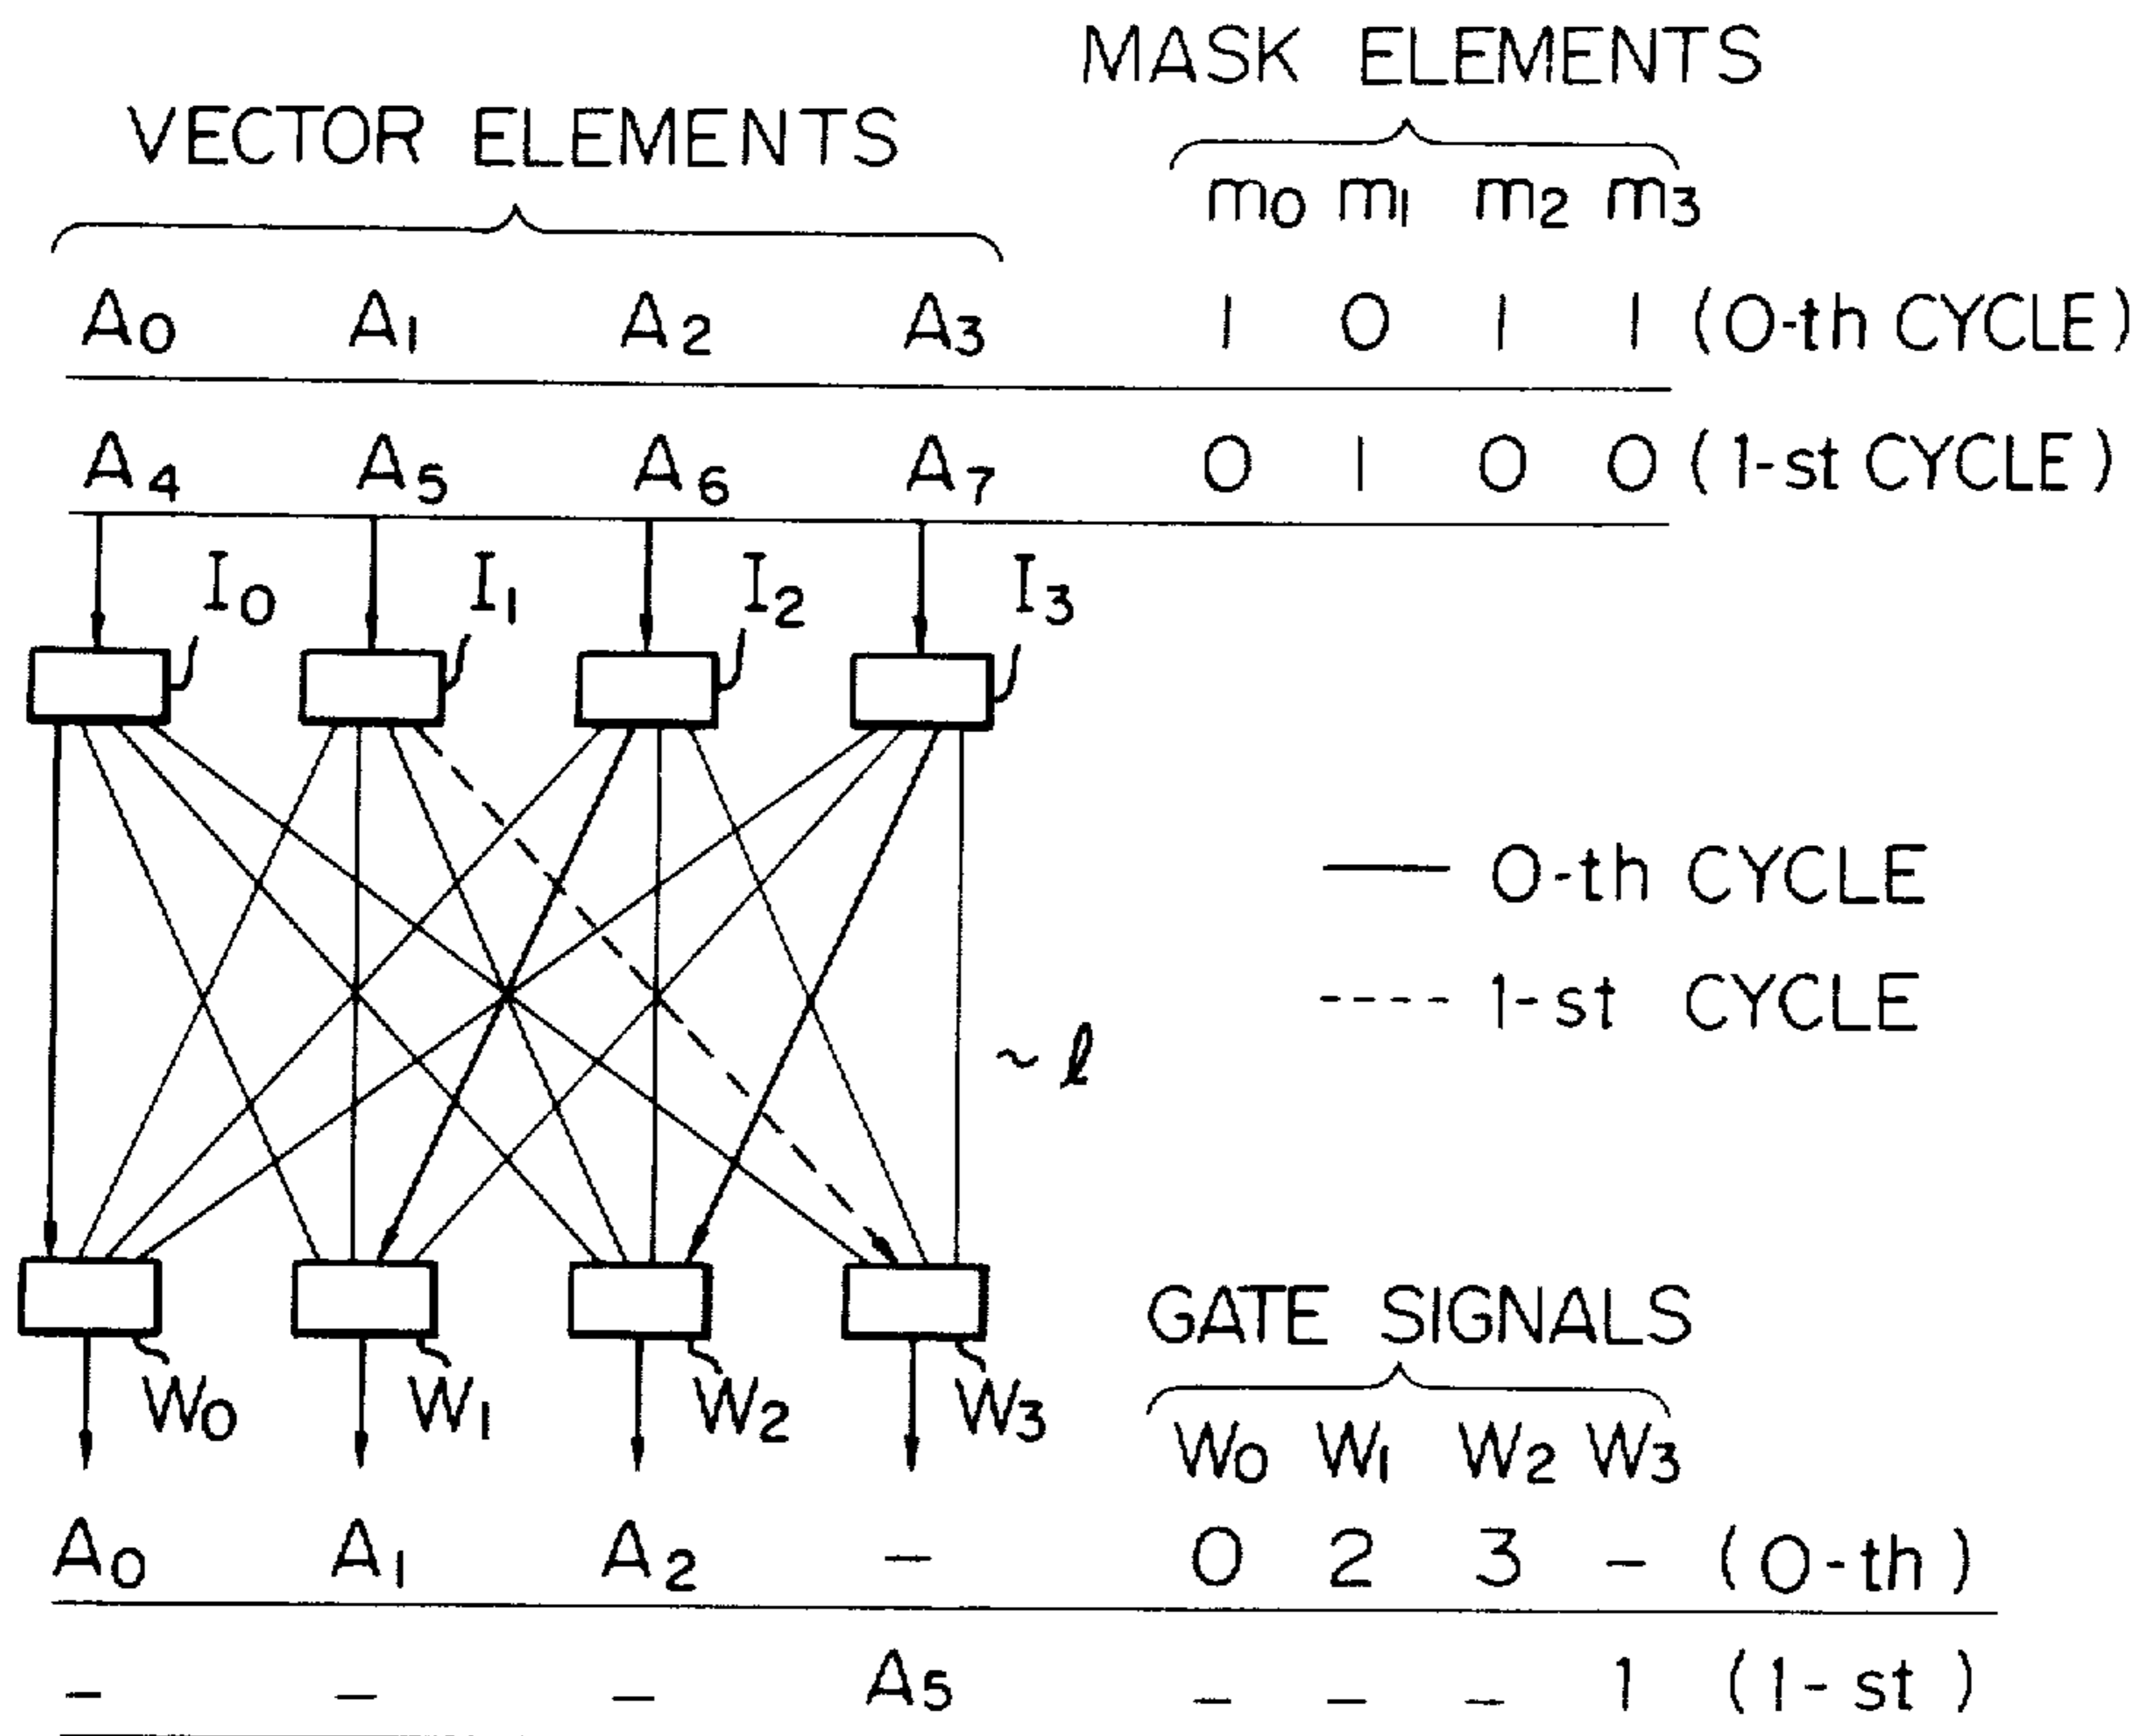 MASK ELEMENTS
VECTOR ELEMENTS
m0 m1 m2 m3
A0 A1 A2 A3 1 0 1 1 (0-th CYCLE)
A4 A5 A6 A7 0 1 0 0 (1-st CYCLE)
I0 I1 I2 I3
— 0-th CYCLE
---- 1-st CYCLE
~ l
GATE SIGNALS
W0 W1 W2 W3
W0 W1 W2 W3
A0 A1 A2 – 0 2 3 – (0-th)
– – – A5 – – – 1 (1-st)